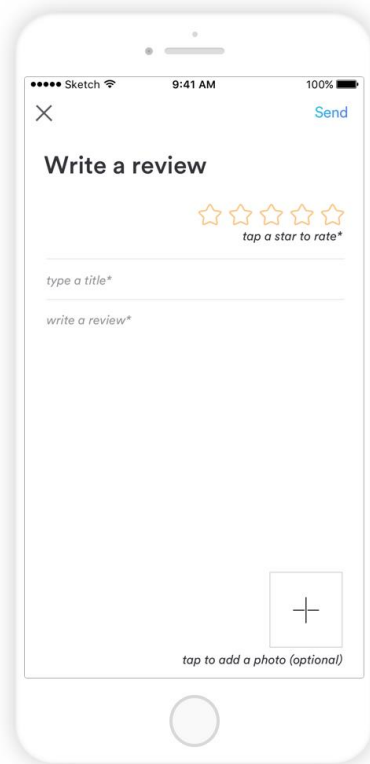 ●●●●● Sketch 9:41 AM 100%
Send
Write a review
tap a star to rate*
type a title*
write a review*
tap to add a photo (optional)